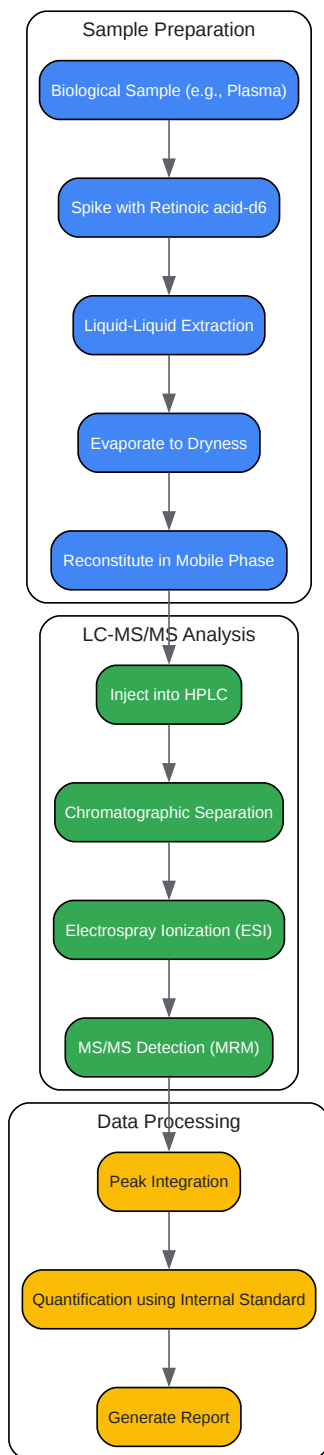 Sample Preparation
Biological Sample (e.g., Plasma)
Spike with Retinoic acid-d6
Liquid-Liquid Extraction
Evaporate to Dryness
Reconstitute in Mobile Phase
LC-MS/MS Analysis
Inject into HPLC
Chromatographic Separation
Electrospray Ionization (ESI)
MS/MS Detection (MRM)
Data Processing
Peak Integration
Quantification using Internal Standard
Generate Report